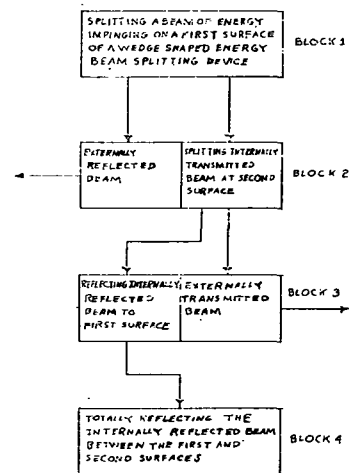 SPLITTING A BEAM OF ENERGY
IMPINGING ON A FIRST SURFACE
OF A WEDGE SHAPED ENERGY
BEAM SPLITTING DEVICE
BLOCK 1
EXTERNALLY
REFLECTED
BEAM
SPLITTING INTERNALLY
TRANSMITTED
BEAM AT SECOND
SURFACE
BLOCK 2
REFLECTING INTERNALLY
REFLECTED
BEAM TO
FIRST SURFACE
EXTERNALLY
TRANSMITTED
BEAM
BLOCK 3
TOTALLY REFLECTING THE
INTERNALLY REFLECTED BEAM
BETWEEN THE FIRST AND
SECOND SURFACES
BLOCK 4